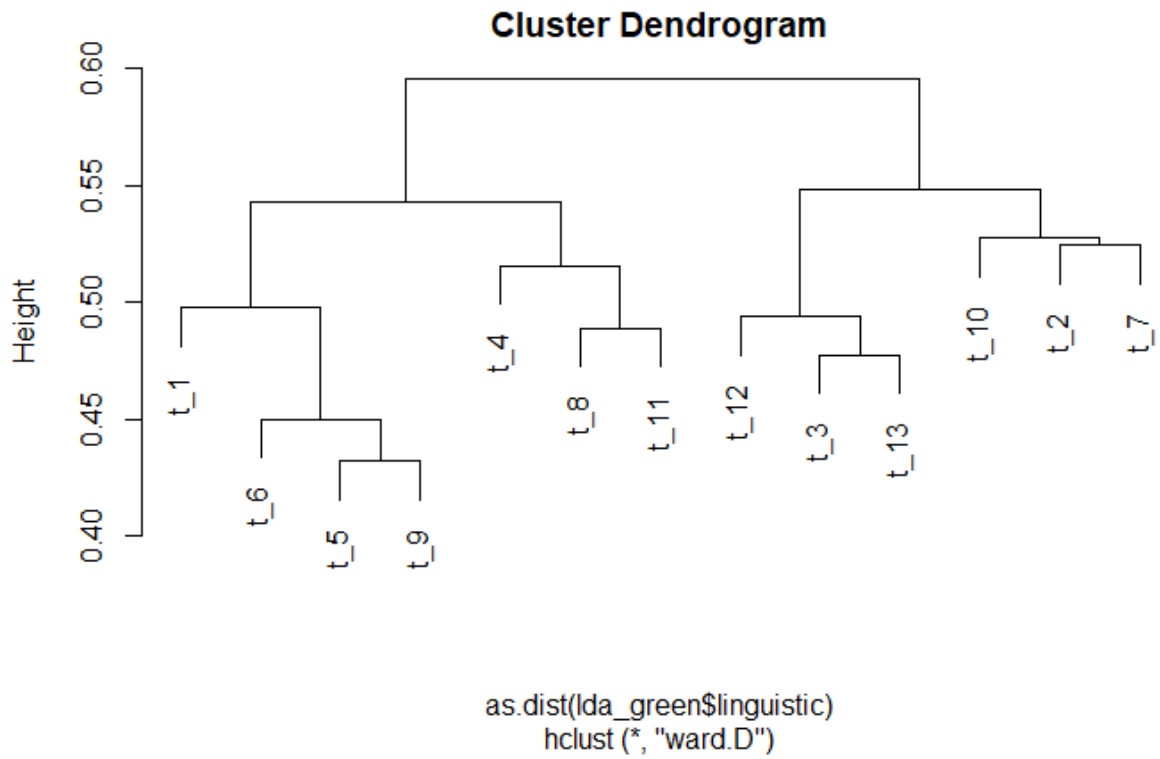 Cluster Dendrogram
Height
0.60
0.55
0.50
0.45
0.40
t_1
t_6
t_5
t_9
t_4
t_8
t_11
t_12
t_3
t_13
t_10
t_2
t_7
as.dist(lda_green$linguistic)
hclust (*, "ward.D")